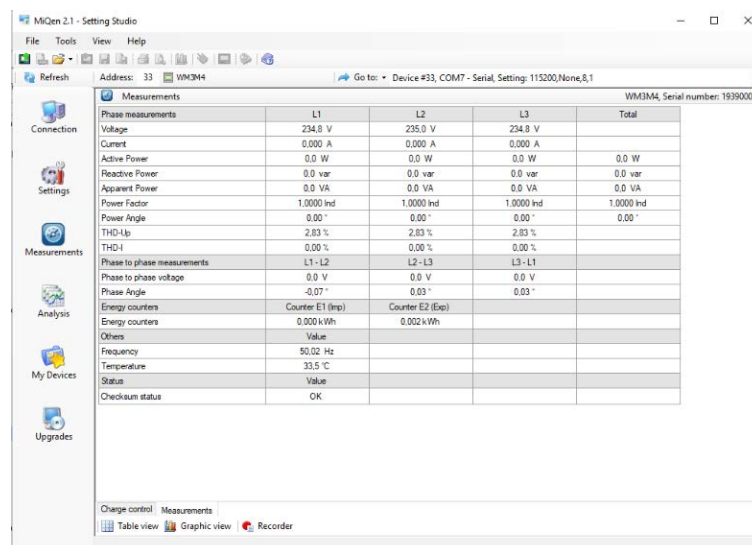 MiQen 2.1 - Setting Studio
File Tools View Help
Refresh Address: 33 WM3M4 Go to: Device #33, COM7 - Serial, Setting: 115200,None,8,1
Measurements WM3M4, Serial number: 1939000
Phase measurements L1 L2 L3 Total
Voltage 234,8 V 235,0 V 234,8 V
Current 0,000 A 0,000 A 0,000 A
Active Power 0,0 W 0,0 W 0,0 W 0,0 W
Reactive Power 0,0 var 0,0 var 0,0 var 0,0 var
Apparent Power 0,0 VA 0,0 VA 0,0 VA 0,0 VA
Power Factor 1,0000 Ind 1,0000 Ind 1,0000 Ind 1,0000 Ind
Power Angle 0,00 ° 0,00 ° 0,00 ° 0,00 °
THD-Up 2,83 % 2,83 % 2,83 %
THD-I 0,00 % 0,00 % 0,00 %
Phase to phase measurements L1 - L2 L2 - L3 L3 - L1
Phase to phase voltage 0,0 V 0,0 V 0,0 V
Phase Angle -0,07 ° 0,03 ° 0,03 °
Energy counters Counter E1 (Imp) Counter E2 (Exp)
Energy counters 0,000 kWh 0,002 kWh
Others Value
Frequency 50,02 Hz
Temperature 33,5 °C
Status Value
Checksum status OK
Connection
Settings
Measurements
Analysis
My Devices
Upgrades
Charge control Measurements
Table view Graphic view Recorder